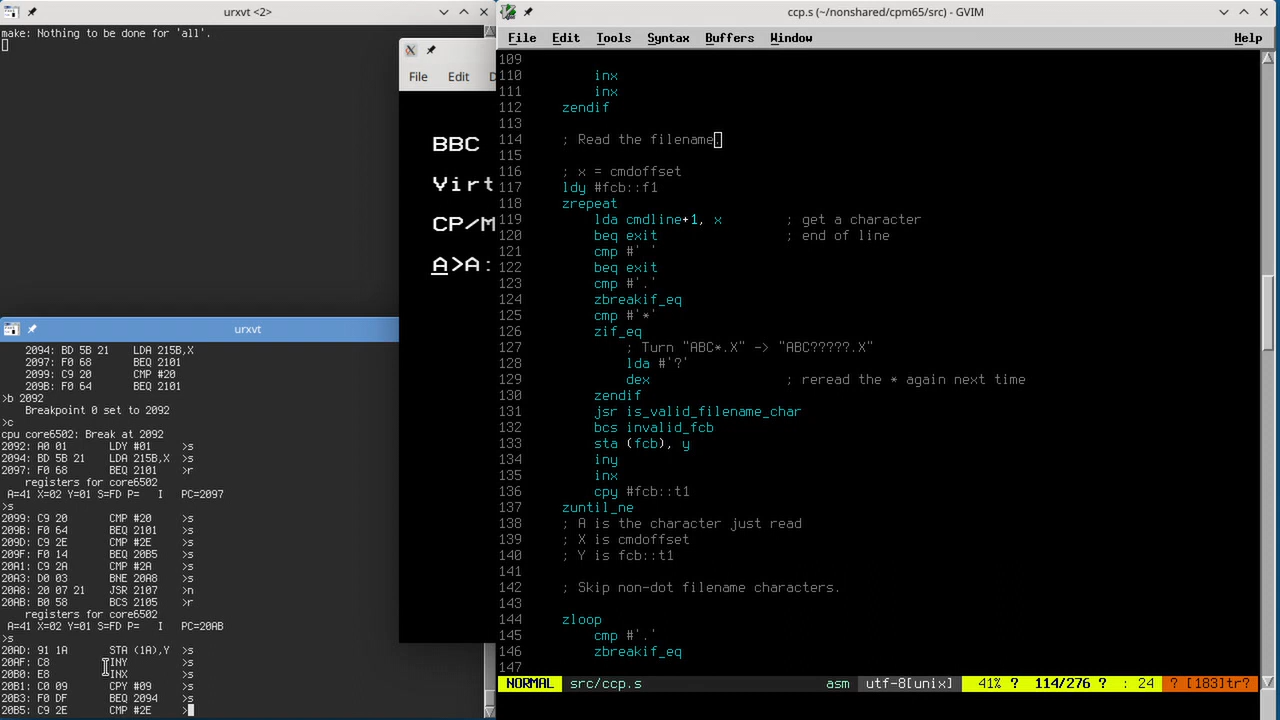 urxvt <2>
make: Nothing to be done for 'all'.
File Edit
BBC
Virt
CP/M
A>A:
urxvt
2094: BD 5B 21 LDA 215B,X
2097: F0 68 BEQ 2101
2099: C9 20 CMP #20
209B: F0 64 BEQ 2101
>b 2092
Breakpoint 0 set to 2092
>c
cpu core6502: Break at 2092
2092: A0 01 LDY #01 >s
2094: BD 5B 21 LDA 215B,X >s
2097: F0 68 BEQ 2101 >r
registers for core6502
A=41 X=02 Y=01 S=FD P= I PC=2097
>s
2099: C9 20 CMP #20 >s
209B: F0 64 BEQ 2101 >s
209D: C9 2E CMP #2E >s
209F: F0 14 BEQ 20B5 >s
20A1: C9 2A CMP #2A >s
20A3: D0 03 BNE 20A8 >s
20A8: 20 07 21 JSR 2107 >n
20AB: B0 58 BCS 2105 >r
registers for core6502
A=41 X=02 Y=01 S=FD P= I PC=20AB
>s
20AD: 91 1A STA (1A),Y >s
20AF: C8 INY >s
20B0: E8 INX >s
20B1: C0 09 CPY #09 >s
20B3: F0 DF BEQ 2094 >s
20B5: C9 2E CMP #2E >
ccp.s (~/nonshared/cpm65/src) - GVIM
File Edit Tools Syntax Buffers Window Help
109
110 inx
111 inx
112 zendif
113
114 ; Read the filename.
115
116 ; x = cmdoffset
117 ldy #fcb::f1
118 zrepeat
119 lda cmdline+1, x ; get a character
120 beq exit ; end of line
121 cmp #' '
122 beq exit
123 cmp #'.'
124 zbreakif_eq
125 cmp #'*'
126 zif_eq
127 ; Turn "ABC*.X" -> "ABC?????.X"
128 lda #'?'
129 dex ; reread the * again next time
130 zendif
131 jsr is_valid_filename_char
132 bcs invalid_fcb
133 sta (fcb), y
134 iny
135 inx
136 cpy #fcb::t1
137 zuntil_ne
138 ; A is the character just read
139 ; X is cmdoffset
140 ; Y is fcb::t1
141
142 ; Skip non-dot filename characters.
143
144 zloop
145 cmp #'.'
146 zbreakif_eq
147
NORMAL src/ccp.s asm utf-8[unix] 41% ? 114/276 ? : 24 ? [183]tr?